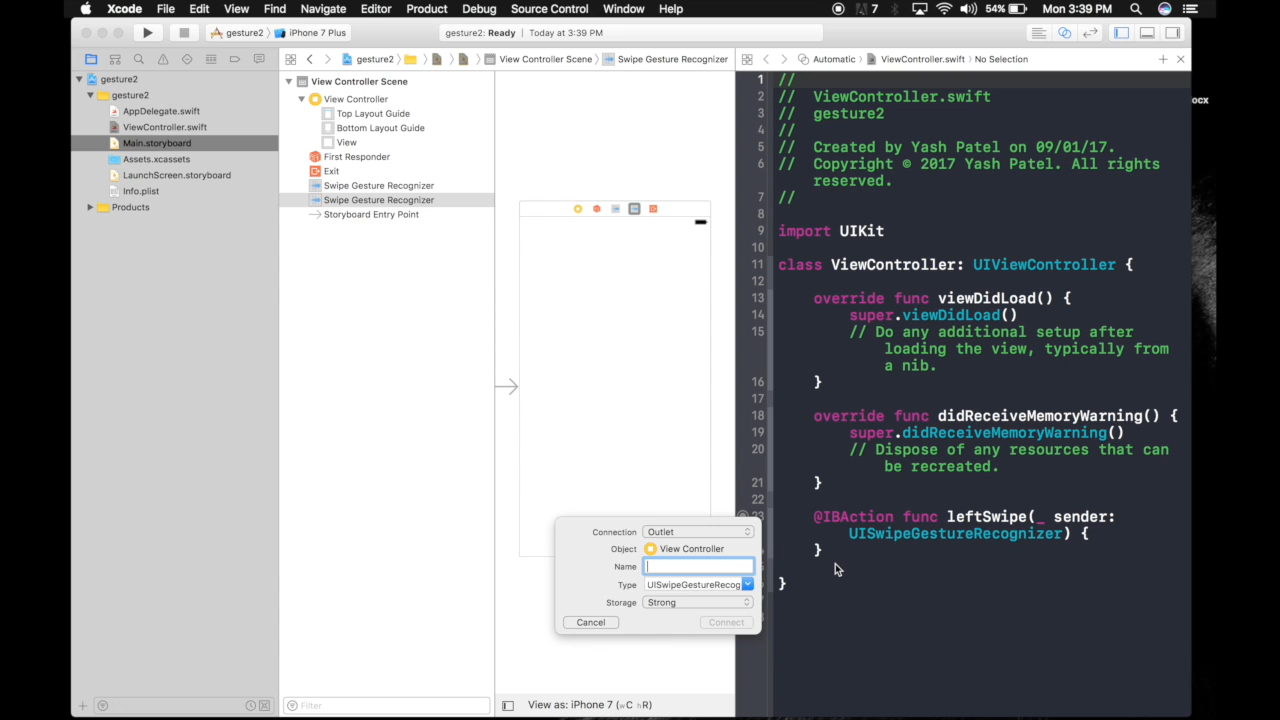 Xcode File Edit View Find Navigate Editor Product Debug Source Control Window Help 7 54% Mon 3:39 PM
gesture2 iPhone 7 Plus gesture2: Ready | Today at 3:39 PM
gesture2 View Controller Scene Swipe Gesture Recognizer Automatic ViewController.swift No Selection
gesture2
gesture2
AppDelegate.swift
ViewController.swift
Main.storyboard
Assets.xcassets
LaunchScreen.storyboard
Info.plist
Products
View Controller Scene
View Controller
Top Layout Guide
Bottom Layout Guide
View
First Responder
Exit
Swipe Gesture Recognizer
Swipe Gesture Recognizer
Storyboard Entry Point
Filter
View as: iPhone 7 (wC hR)
Connection Outlet
Object View Controller
Name
Type UISwipeGestureRecog
Storage Strong
Cancel Connect
1 //
2 // ViewController.swift
3 // gesture2
4 //
5 // Created by Yash Patel on 09/01/17.
6 // Copyright © 2017 Yash Patel. All rights
reserved.
7 //
8
9 import UIKit
10
11 class ViewController: UIViewController {
12
13 override func viewDidLoad() {
14 super.viewDidLoad()
15 // Do any additional setup after
loading the view, typically from
a nib.
16 }
17
18 override func didReceiveMemoryWarning() {
19 super.didReceiveMemoryWarning()
20 // Dispose of any resources that can
be recreated.
21 }
22
23 @IBAction func leftSwipe(_ sender:
UISwipeGestureRecognizer) {
}
}
ocx